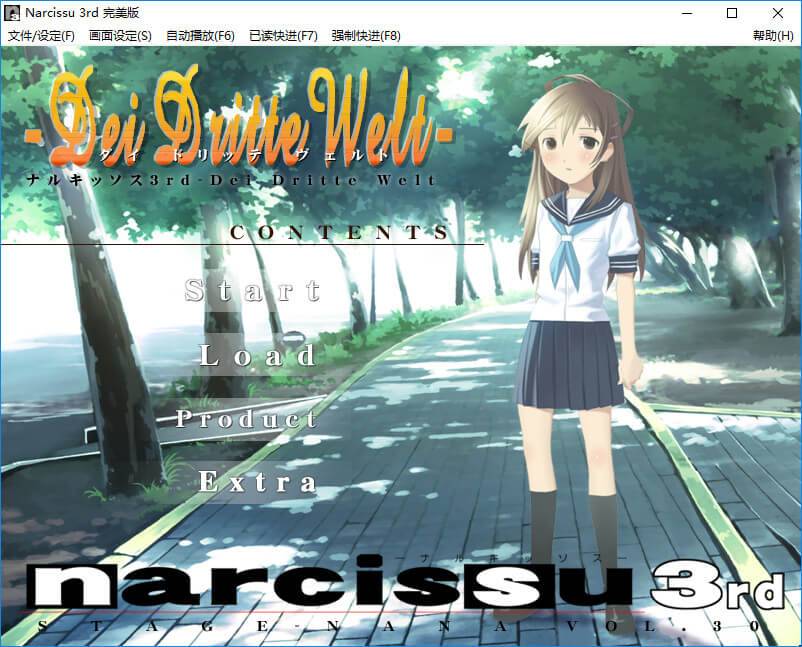 Narcissu 3rd 完美版
文件/设定(F) 画面设定(S) 自动播放(F6) 已读快进(F7) 强制快进(F8) 帮助(H)
-Dei Dritte Welt-
ダイ ドリッテ ヴェルト
ナルキッソス3rd-Dei Dritte Welt
CONTENTS
Start
Load
Product
Extra
－ナルキッソス－
narcissu 3rd
STAGE-NANA VOL.30